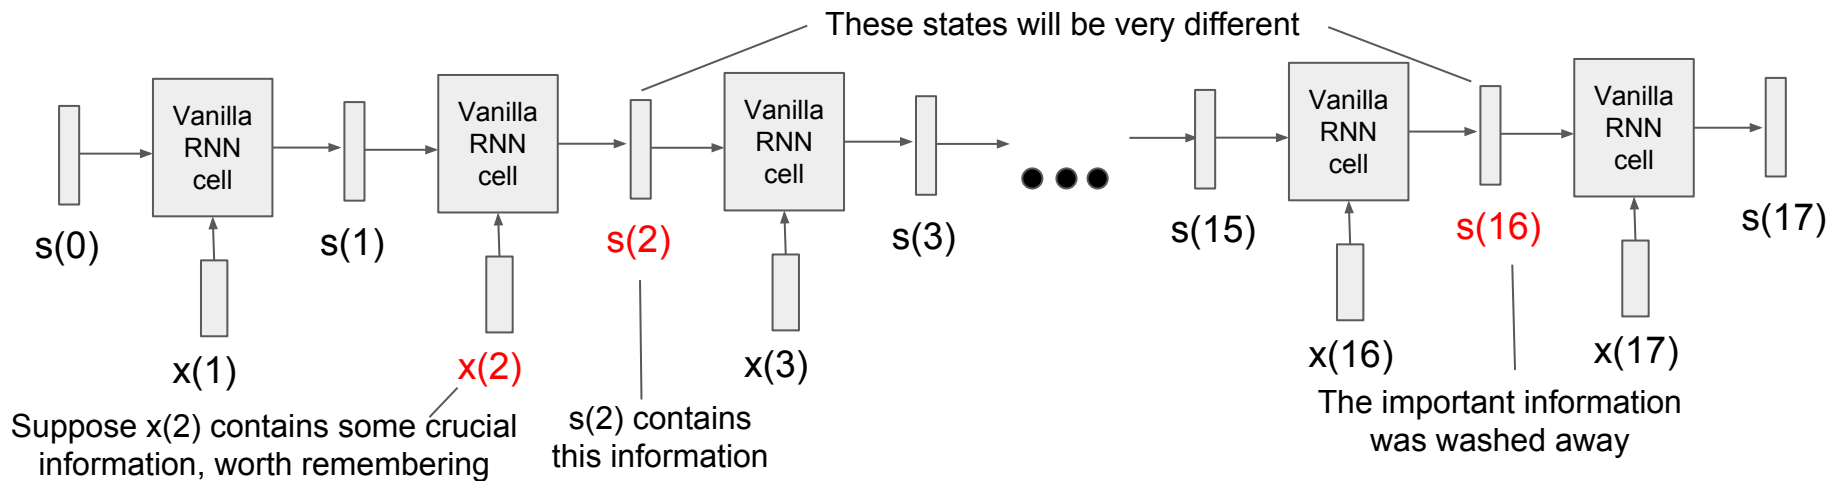 These states will be very different
Vanilla
RNN
cell
Vanilla
RNN
cell
Vanilla
RNN
cell
Vanilla
RNN
cell
Vanilla
RNN
cell
s(0)
s(1)
s(2)
s(3)
s(15)
s(16)
s(17)
x(1)
x(2)
x(3)
x(16)
x(17)
Suppose x(2) contains some crucial
information, worth remembering
s(2) contains
this information
The important information
was washed away